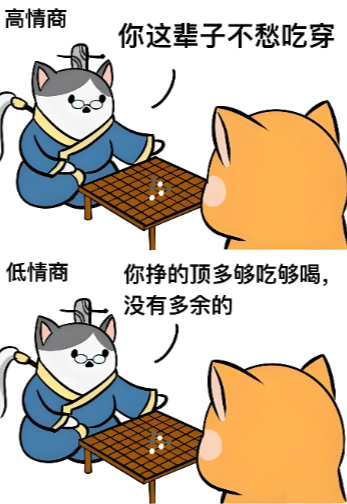 高情商
你这辈子不愁吃穿
低情商
你挣的顶多够吃够喝，
没有多余的